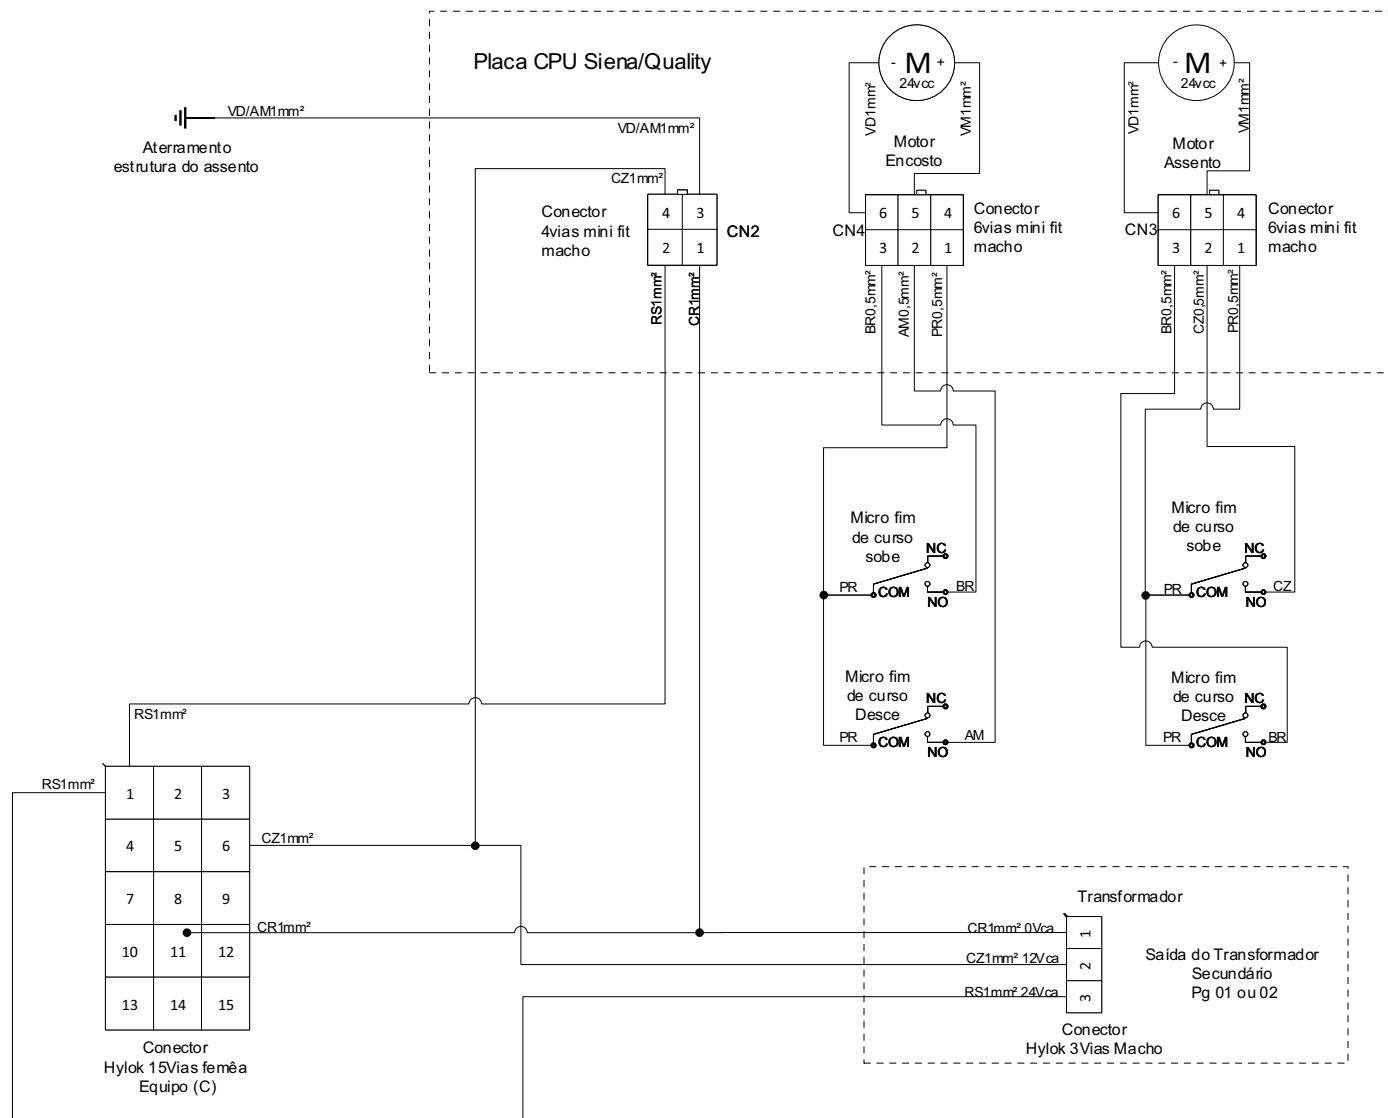 Placa CPU Siena/Quality
- M +
24vcc
- M +
24vcc
VD1mm²
VM1mm²
VD1mm²
VM1mm²
Motor
Encosto
Motor
Assento
VD/AM1mm²
VD/AM1mm²
Aterramento
estrutura do assento
CZ1mm²
Conector
4vias mini fit
macho
4 3
2 1
CN2
CN4
6 5 4
3 2 1
Conector
6vias mini fit
macho
CN3
6 5 4
3 2 1
Conector
6vias mini fit
macho
RS1mm²
CR1mm²
BR0,5mm²
AM0,5mm²
PR0,5mm²
BR0,5mm²
CZ0,5mm²
PR0,5mm²
Micro fim
de curso
sobe
NC
PR
COM
BR
NO
Micro fim
de curso
sobe
NC
PR
COM
CZ
NO
Micro fim
de curso
Desce
NC
PR
COM
AM
NO
Micro fim
de curso
Desce
NC
PR
COM
BR
NO
RS1mm²
RS1mm²
1 2 3
4 5 6
7 8 9
10 11 12
13 14 15
CZ1mm²
CR1mm²
Conector
Hylok 15Vias femêa
Equipo (C)
Transformador
CR1mm² 0Vca
CZ1mm² 12Vca
RS1mm² 24Vca
1
2
3
Saída do Transformador
Secundário
Pg 01 ou 02
Conector
Hylok 3Vias Macho